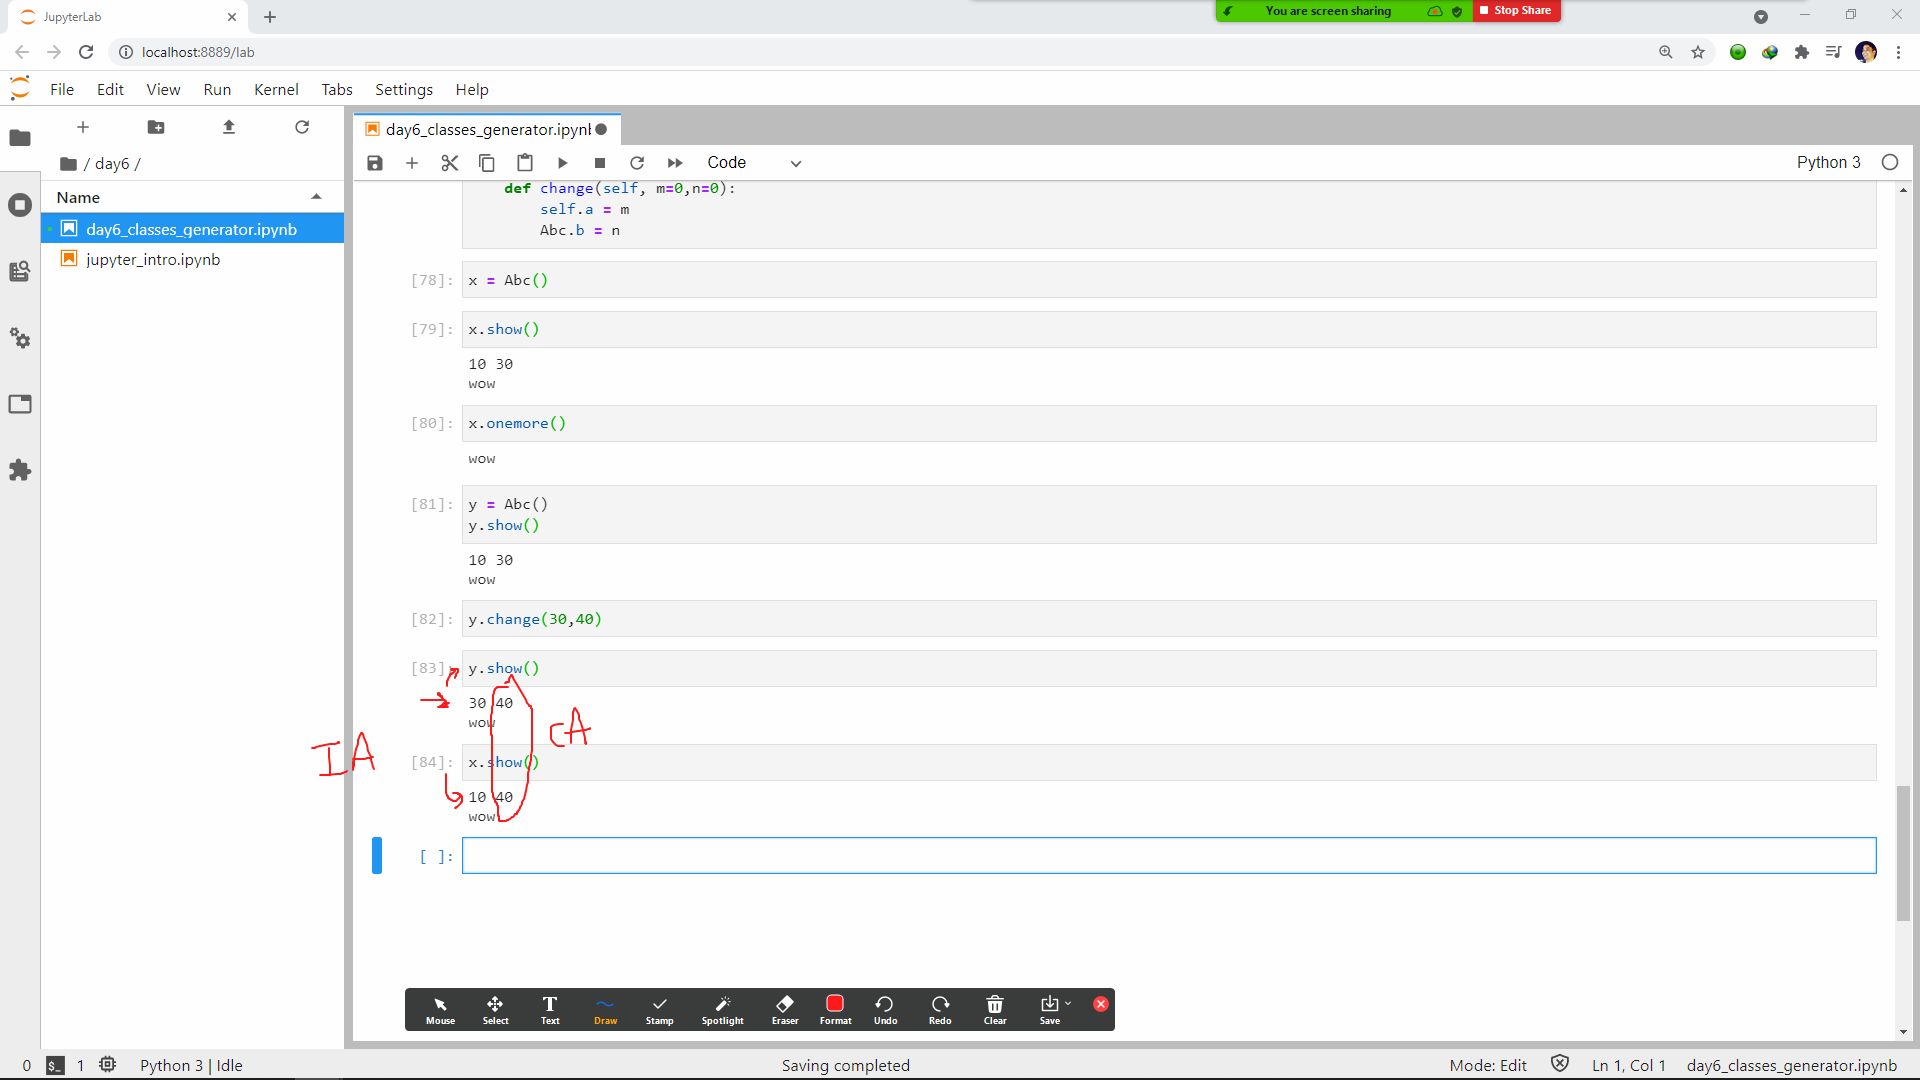 JupyterLab
You are screen sharing
Stop Share
localhost:8889/lab
File Edit View Run Kernel Tabs Settings Help
day6_classes_generator.ipynb
/ day6 /
Code
Python 3
Name
day6_classes_generator.ipynb
jupyter_intro.ipynb
def change(self, m=0,n=0):
self.a = m
Abc.b = n
[78]: x = Abc()
[79]: x.show()
10 30
wow
[80]: x.onemore()
wow
[81]: y = Abc()
y.show()
10 30
wow
[82]: y.change(30,40)
[83]: y.show()
30 40
wow
CA
IA
[84]: x.show()
10 40
wow
[ ]:
Mouse Select Text Draw Stamp Spotlight Eraser Format Undo Redo Clear Save
0 $_ 1 Python 3 | Idle Saving completed Mode: Edit Ln 1, Col 1 day6_classes_generator.ipynb